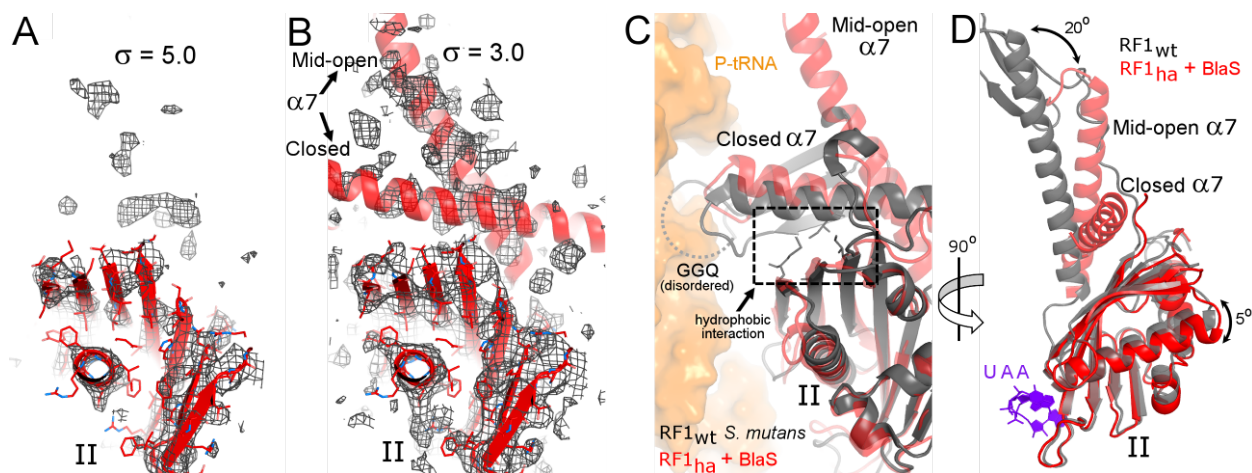 A
σ = 5.0
II
B
σ = 3.0
Mid-open
α7
Closed
II
C
P-tRNA
Mid-open
α7
Closed α7
GGQ
(disordered)
hydrophobic
interaction
II
RF1wt S. mutans
RF1ha + BlaS
90°
D
20°
RF1wt
RF1ha + BlaS
Mid-open α7
Closed α7
5°
UAA
II